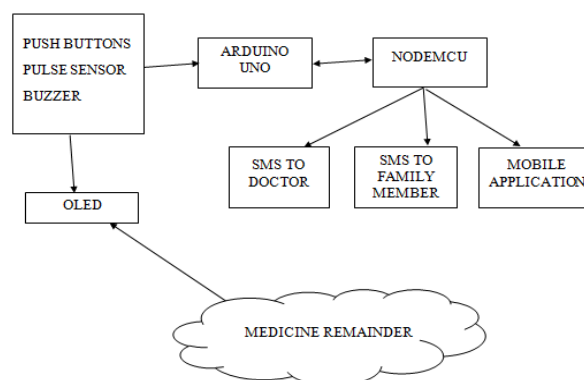 PUSH BUTTONS
PULSE SENSOR
BUZZER
ARDUINO
UNO
NODEMCU
SMS TO
DOCTOR
SMS TO
FAMILY
MEMBER
MOBILE
APPLICATION
OLED
MEDICINE REMAINDER